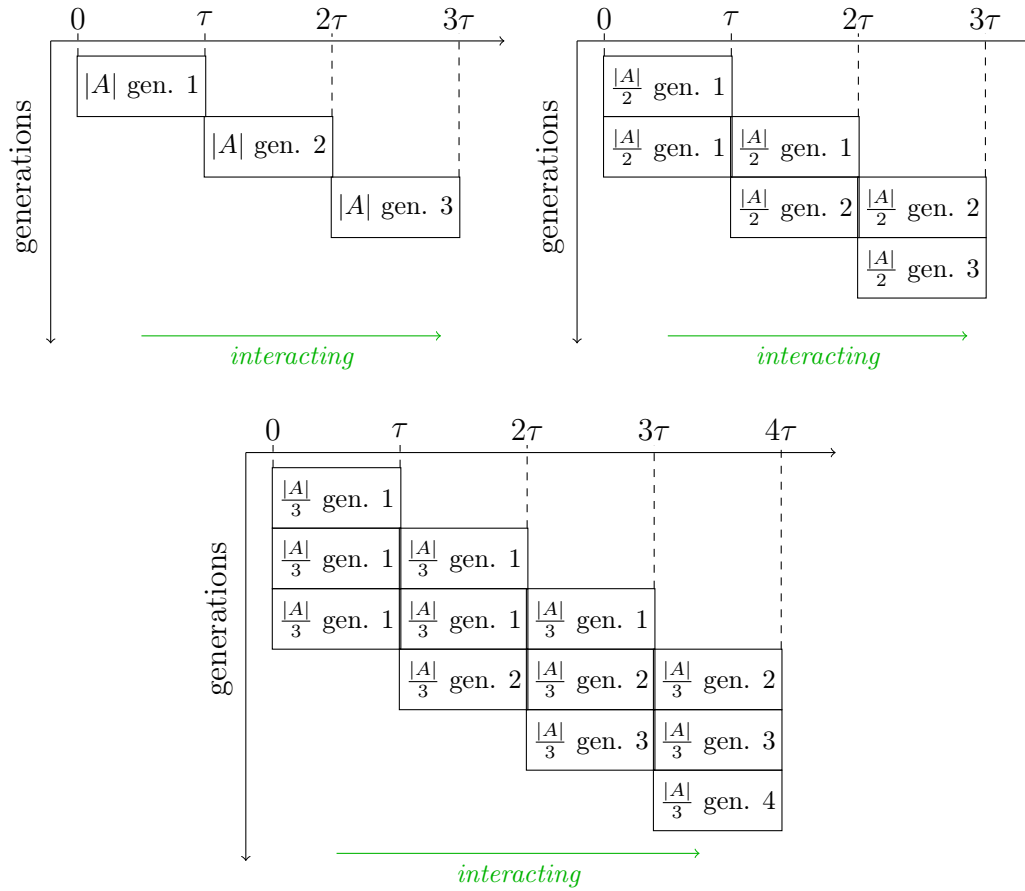 0 τ 2τ 3τ
|A| gen. 1
|A| gen. 2
|A| gen. 3
generations
interacting
0 τ 2τ 3τ
|A|/2 gen. 1
|A|/2 gen. 1 |A|/2 gen. 1
|A|/2 gen. 2 |A|/2 gen. 2
|A|/2 gen. 3
generations
interacting
0 τ 2τ 3τ 4τ
|A|/3 gen. 1
|A|/3 gen. 1 |A|/3 gen. 1
|A|/3 gen. 1 |A|/3 gen. 1 |A|/3 gen. 1
|A|/3 gen. 2 |A|/3 gen. 2 |A|/3 gen. 2
|A|/3 gen. 3 |A|/3 gen. 3
|A|/3 gen. 4
generations
interacting